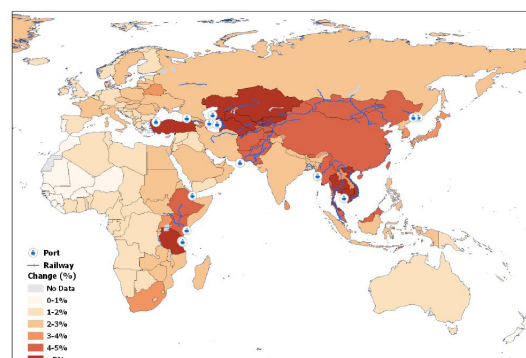 Port
Railway
Change (%)
No Data
0-1%
1-2%
2-3%
3-4%
4-5%